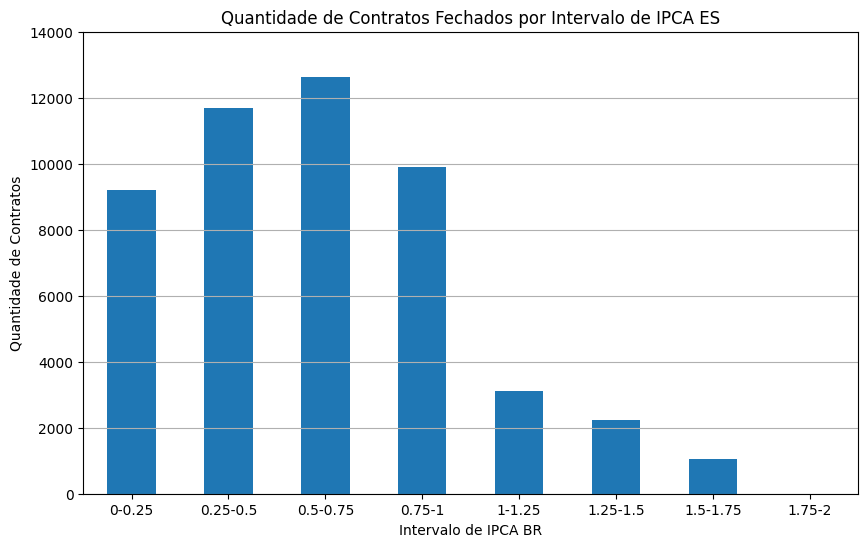 Quantidade de Contratos Fechados por Intervalo de IPCA ES
Quantidade de Contratos
14000
12000
10000
8000
6000
4000
2000
0
0-0.25 0.25-0.5 0.5-0.75 0.75-1 1-1.25 1.25-1.5 1.5-1.75 1.75-2
Intervalo de IPCA BR